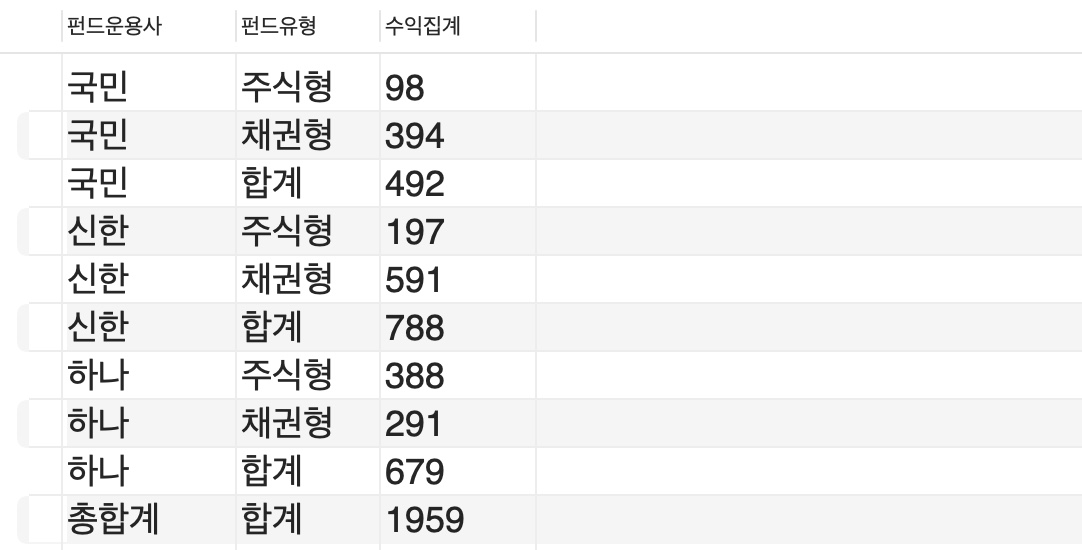 펀드운용사 펀드유형 수익집계
국민 주식형 98
국민 채권형 394
국민 합계 492
신한 주식형 197
신한 채권형 591
신한 합계 788
하나 주식형 388
하나 채권형 291
하나 합계 679
총합계 합계 1959